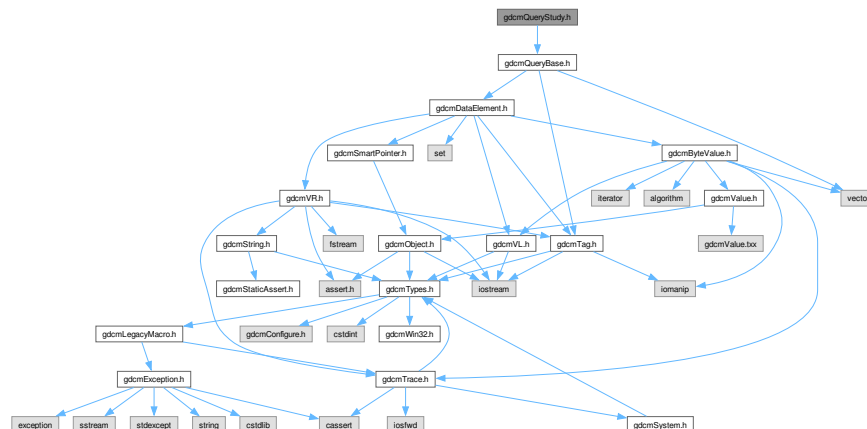 gdcmQueryStudy.h
gdcmQueryBase.h
gdcmDataElement.h
gdcmSmartPointer.h
set
gdcmByteValue.h
gdcmVR.h
iterator
algorithm
gdcmValue.h
vector
gdcmString.h
fstream
gdcmObject.h
gdcmVL.h
gdcmTag.h
gdcmValue.txx
gdcmStaticAssert.h
assert.h
gdcmTypes.h
iostream
iomanip
gdcmLegacyMacro.h
gdcmConfigure.h
cstdint
gdcmWin32.h
gdcmException.h
gdcmTrace.h
exception
sstream
stdexcept
string
cstdlib
cassert
iosfwd
gdcmSystem.h